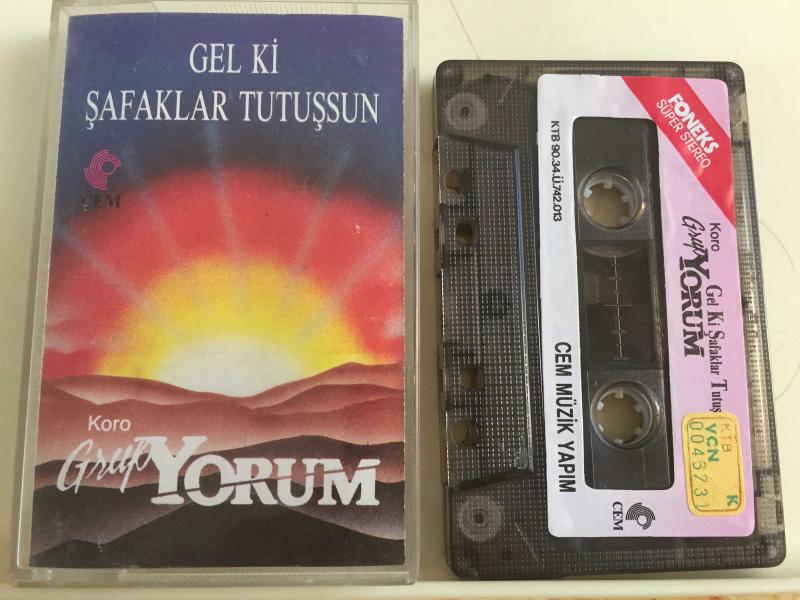 GEL Kİ
ŞAFAKLAR TUTUŞSUN
CEM
Koro
Grup YORUM
FONEKS
SÜPER STEREO
KTB 90.34.Ü.742.013
Koro
Grup YORUM
Gel Ki Şafaklar Tutuş
CEM MÜZİK YAPIM
CEM
KTB K
VCN
0046231